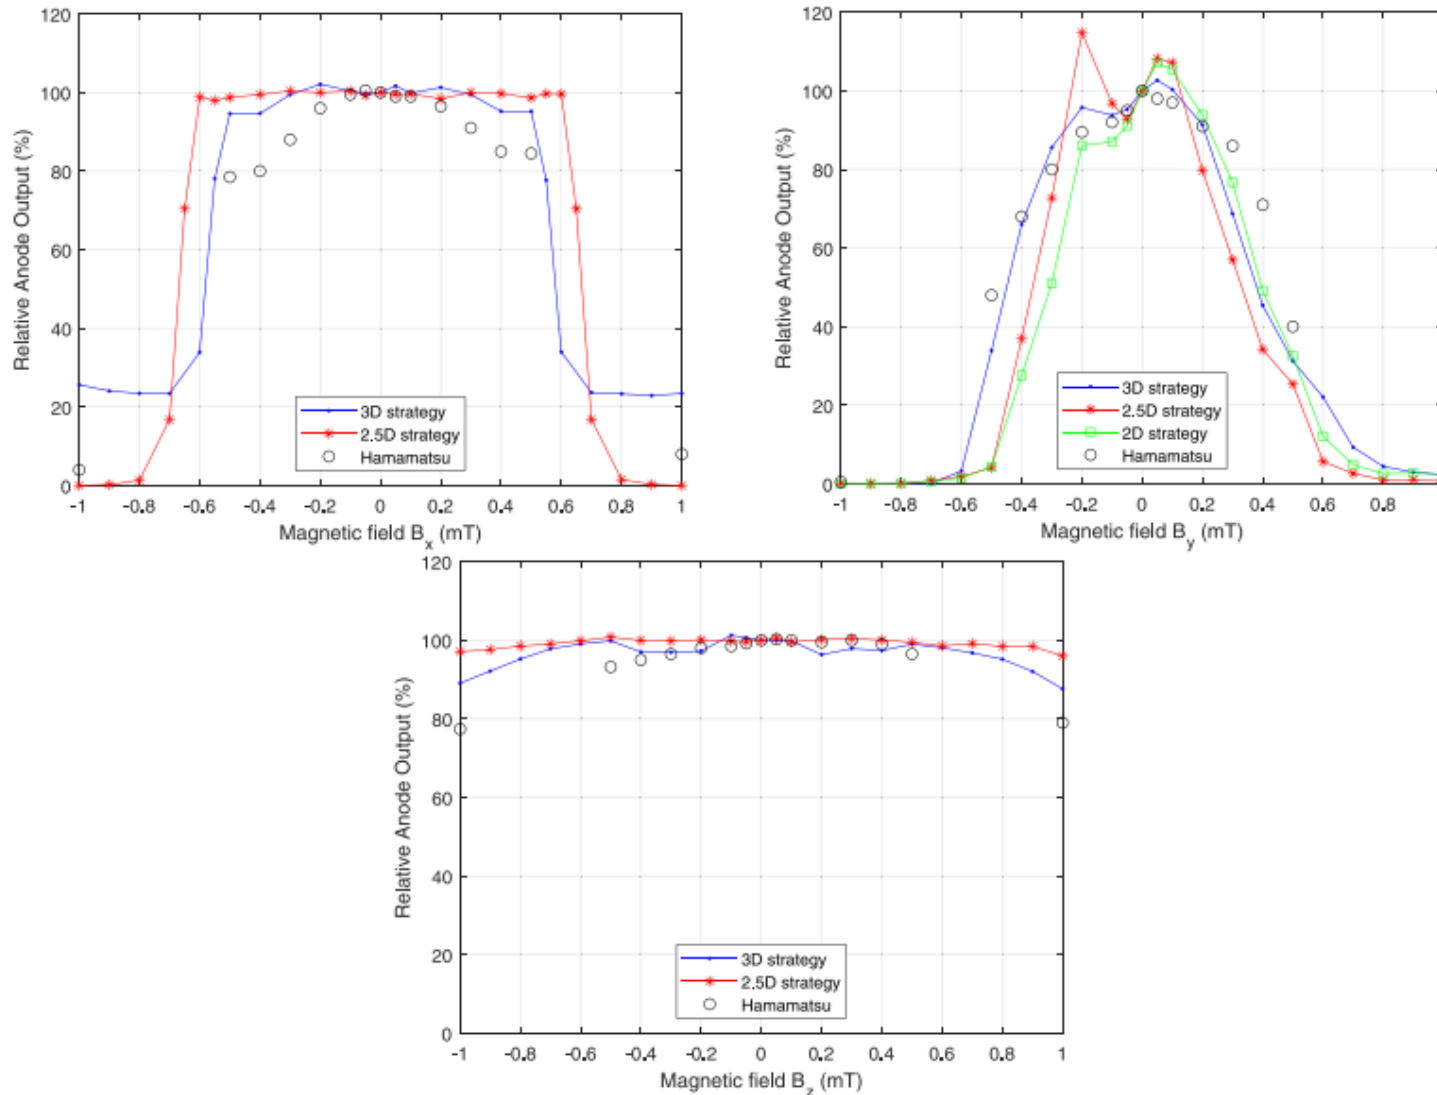 120
100
80
60
40
20
0
Relative Anode Output (%)
3D strategy
2.5D strategy
Hamamatsu
-1 -0.8 -0.6 -0.4 -0.2 0 0.2 0.4 0.6 0.8 1
Magnetic field B_x (mT)
120
100
80
60
40
20
0
Relative Anode Output (%)
3D strategy
2.5D strategy
2D strategy
Hamamatsu
-1 -0.8 -0.6 -0.4 -0.2 0 0.2 0.4 0.6 0.8
Magnetic field B_y (mT)
120
100
80
60
40
20
0
Relative Anode Output (%)
3D strategy
2.5D strategy
Hamamatsu
-1 -0.8 -0.6 -0.4 -0.2 0 0.2 0.4 0.6 0.8 1
Magnetic field B_z (mT)